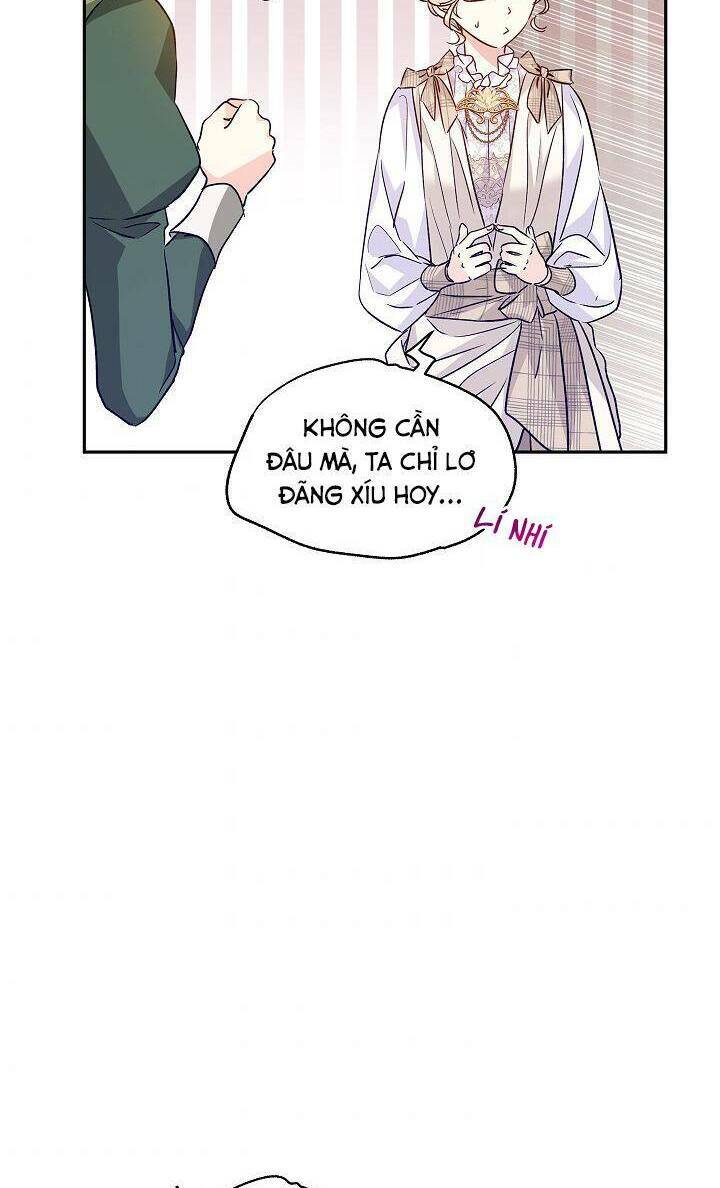 KHÔNG CẦN
ĐÂU MÀ, TA CHỈ LƠ
ĐÃNG XÍU HOY...
LÍ NHÍ